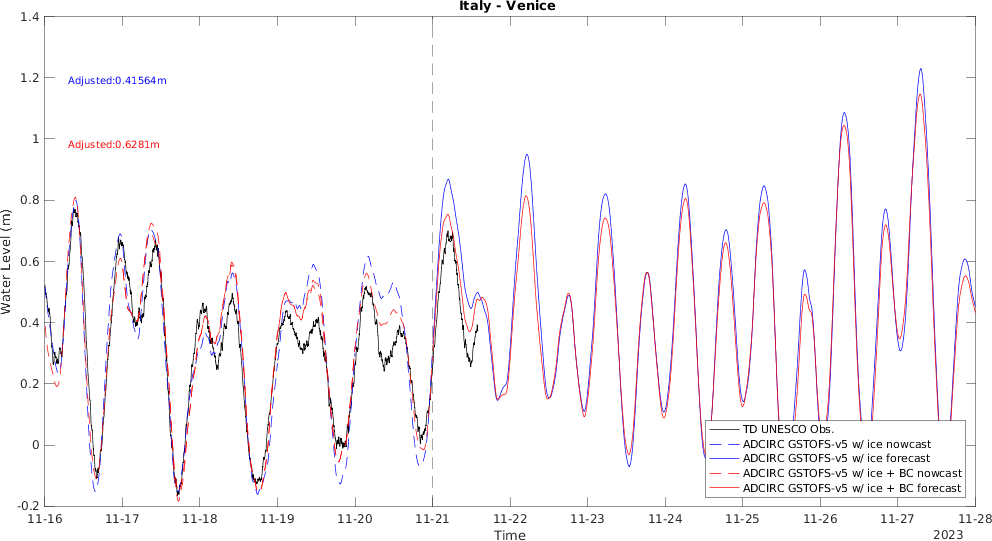 Italy - Venice
1.4
1.2
1
0.8
0.6
0.4
0.2
0
-0.2
Water Level (m)
Adjusted:0.41564m
Adjusted:0.6281m
TD UNESCO Obs.
ADCIRC GSTOFS-v5 w/ ice nowcast
ADCIRC GSTOFS-v5 w/ ice forecast
ADCIRC GSTOFS-v5 w/ ice + BC nowcast
ADCIRC GSTOFS-v5 w/ ice + BC forecast
11-16 11-17 11-18 11-19 11-20 11-21 11-22 11-23 11-24 11-25 11-26 11-27 11-28
Time
2023